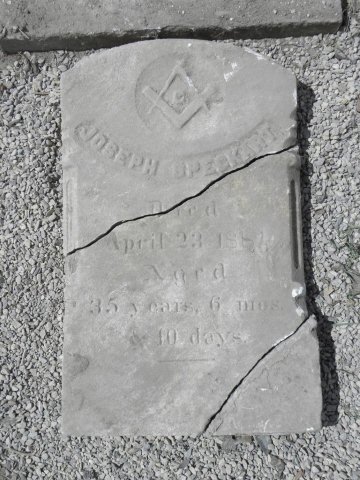 JOSEPH
Died
April 23
Aged
35 years, 6 mos.
& 10 days.